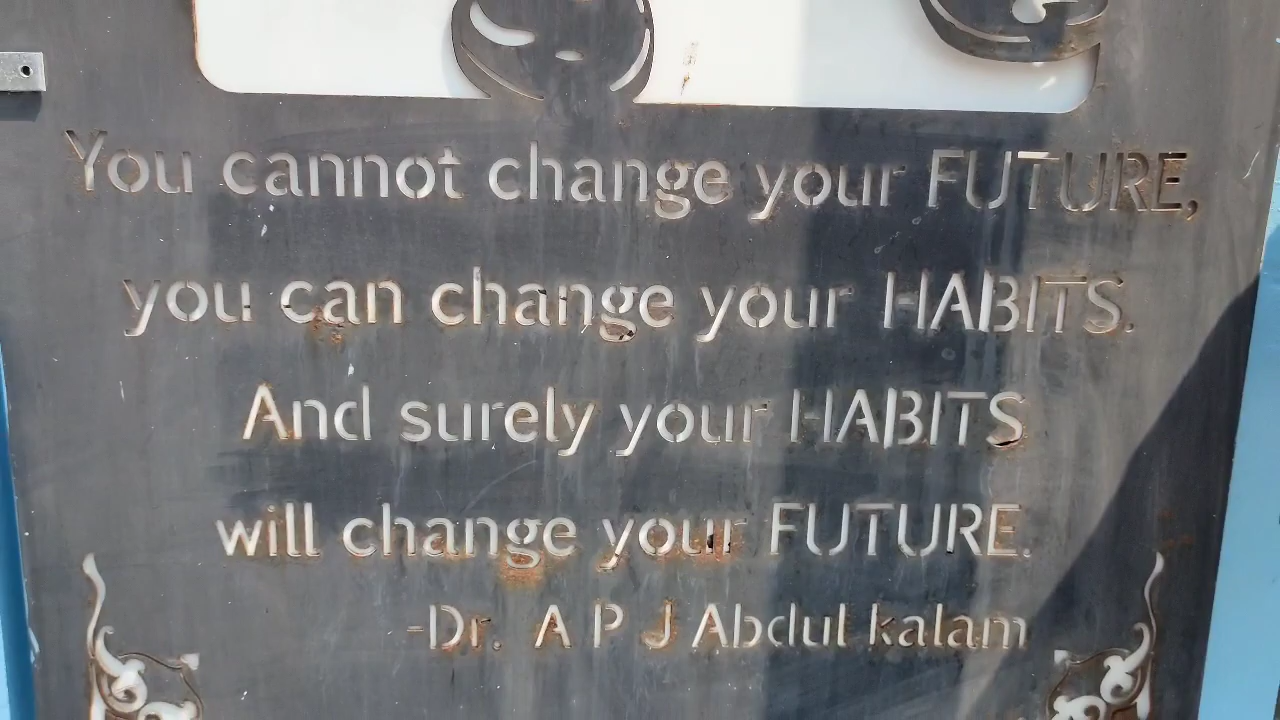 You cannot change your FUTURE,
you can change your HABITS.
And surely your HABITS
will change your FUTURE.
-Dr. A P J Abdul kalam